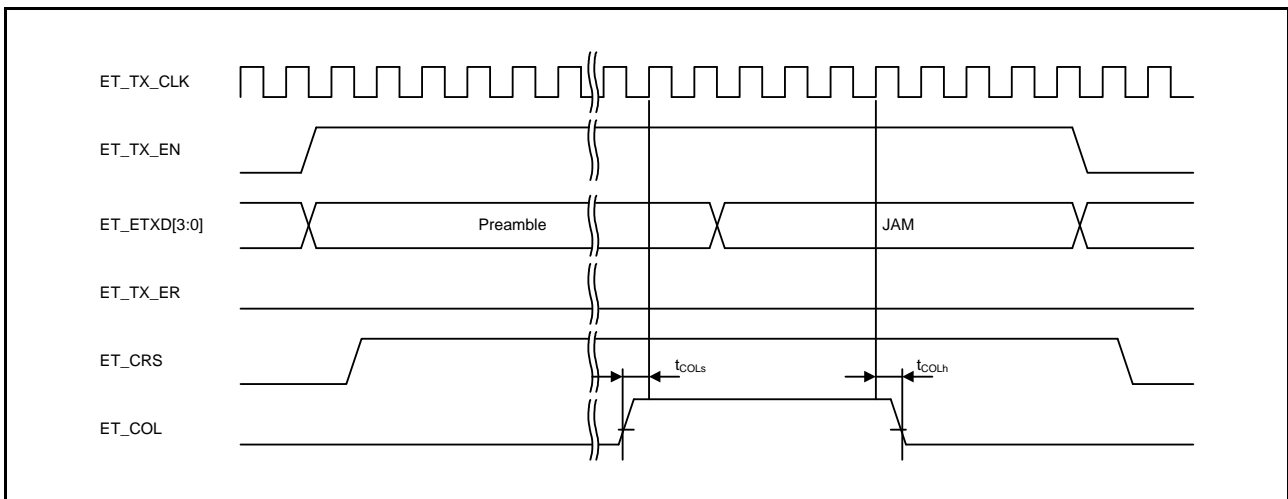 ET_TX_CLK
ET_TX_EN
ET_ETXD[3:0]
Preamble
JAM
ET_TX_ER
ET_CRS
tCOLs
tCOLh
ET_COL